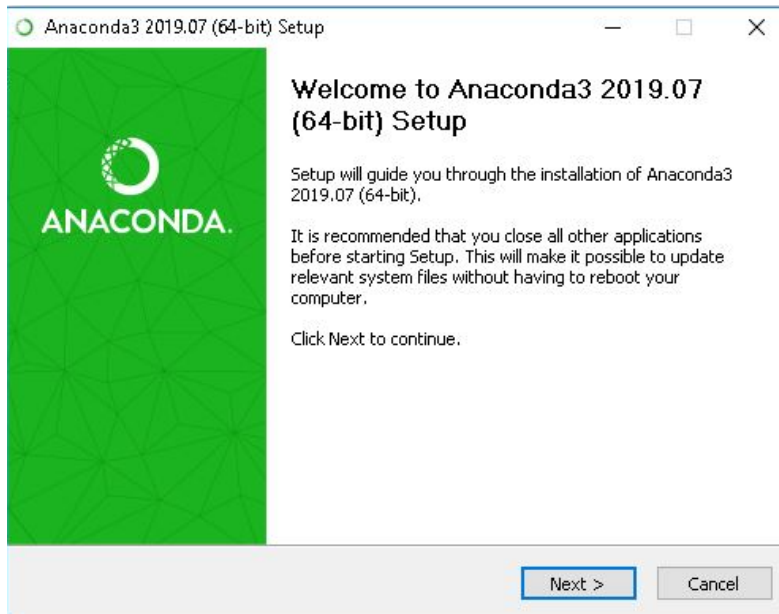 Anaconda3 2019.07 (64-bit) Setup
Welcome to Anaconda3 2019.07
(64-bit) Setup
ANACONDA.
Setup will guide you through the installation of Anaconda3
2019.07 (64-bit).
It is recommended that you close all other applications
before starting Setup. This will make it possible to update
relevant system files without having to reboot your
computer.
Click Next to continue.
Next >
Cancel